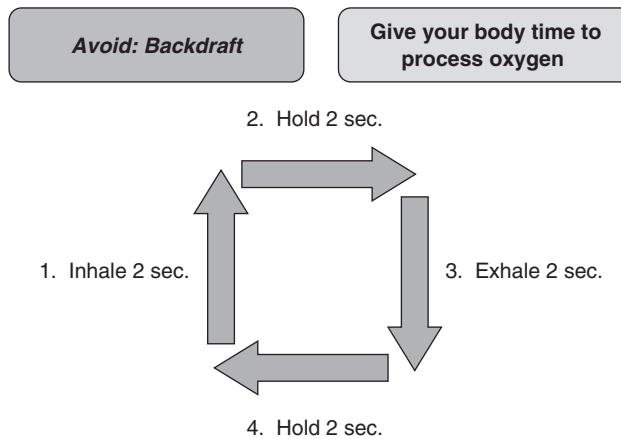 Avoid: Backdraft
Give your body time to
process oxygen
2. Hold 2 sec.
1. Inhale 2 sec.
3. Exhale 2 sec.
4. Hold 2 sec.